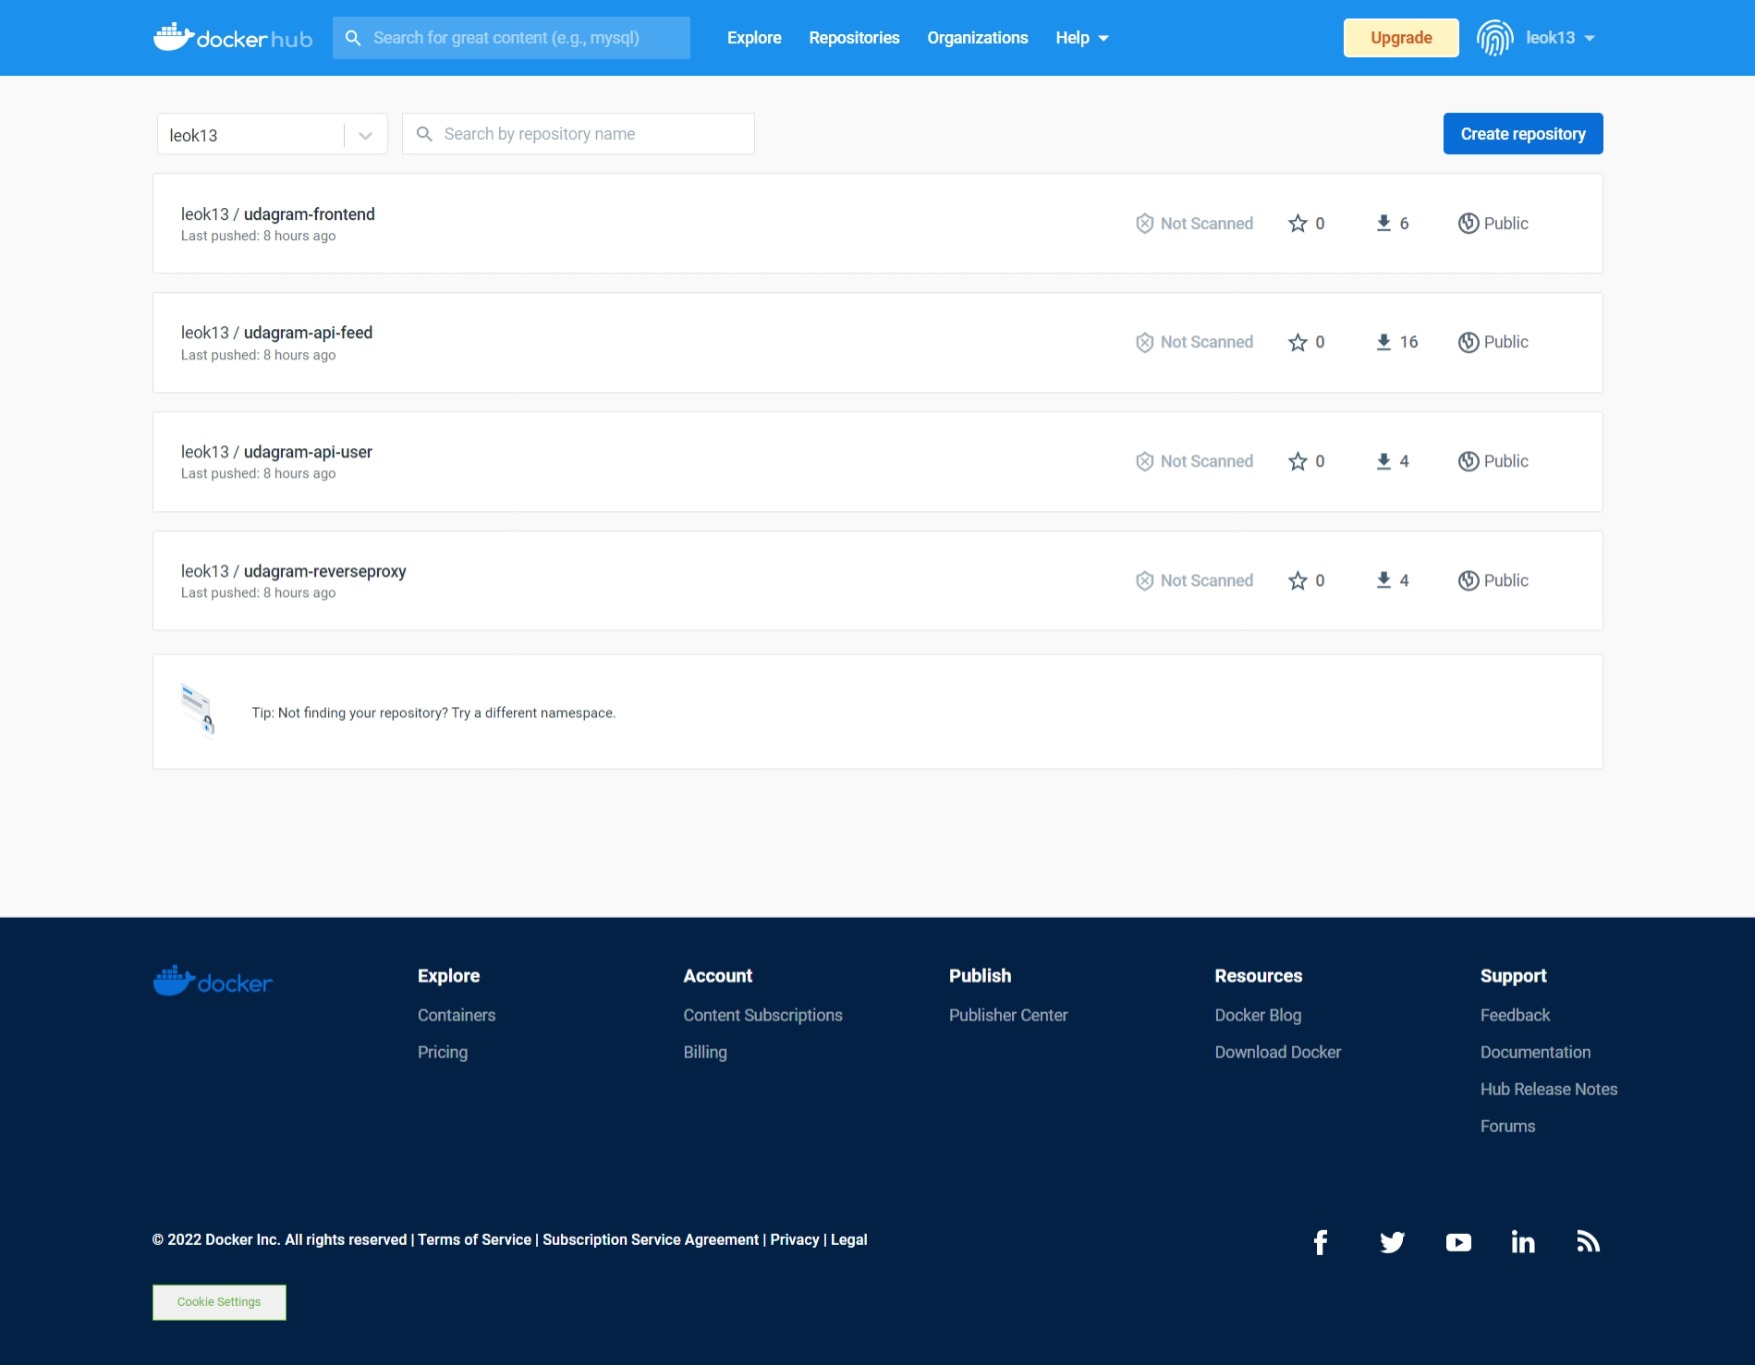 docker hub
Search for great content (e.g., mysql)
Explore
Repositories
Organizations
Help
Upgrade
leok13
leok13
Search by repository name
Create repository
leok13 / udagram-frontend
Last pushed: 8 hours ago
Not Scanned
0
6
Public
leok13 / udagram-api-feed
Last pushed: 8 hours ago
Not Scanned
0
16
Public
leok13 / udagram-api-user
Last pushed: 8 hours ago
Not Scanned
0
4
Public
leok13 / udagram-reverseproxy
Last pushed: 8 hours ago
Not Scanned
0
4
Public
Tip: Not finding your repository? Try a different namespace.
docker
Explore
Containers
Pricing
Account
Content Subscriptions
Billing
Publish
Publisher Center
Resources
Docker Blog
Download Docker
Support
Feedback
Documentation
Hub Release Notes
Forums
© 2022 Docker Inc. All rights reserved | Terms of Service | Subscription Service Agreement | Privacy | Legal
Cookie Settings